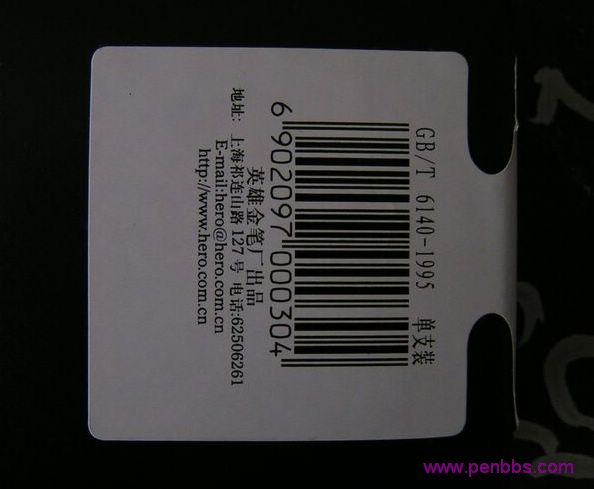 GB/T 6140-1995 单支装
6 902097 000304
英雄金笔厂出品
地址: 上海祁连山路 127 号 电话:62506261
E-mail:hero@hero.com.cn
http://www.hero.com.cn
www.penbbs.com